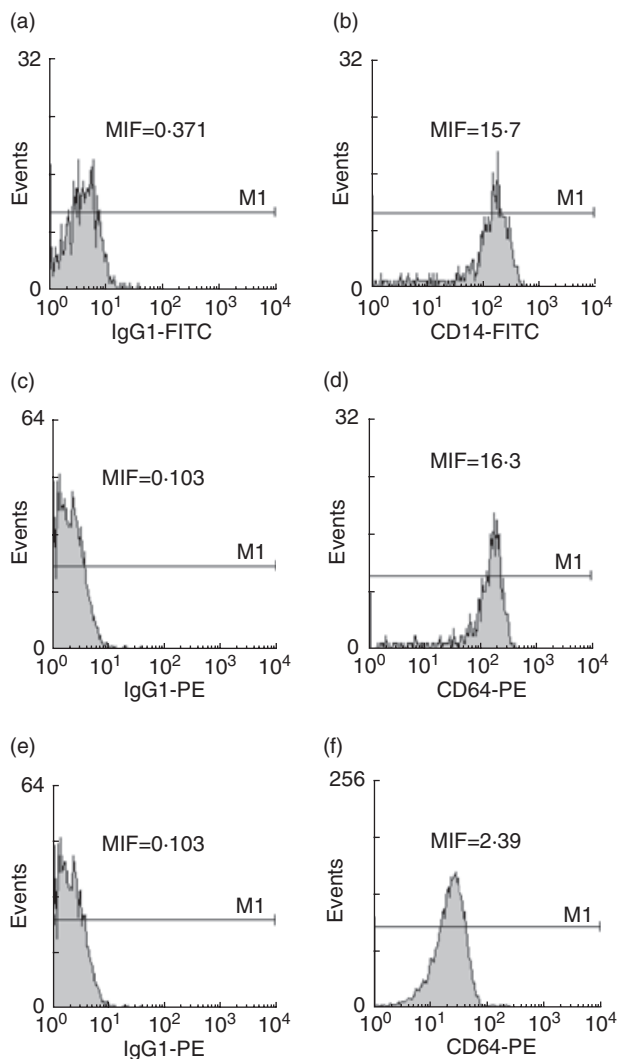 (a)
32
MIF=0·371
M1
Events
0
10⁰ 10¹ 10² 10³ 10⁴
IgG1-FITC
(b)
32
MIF=15·7
M1
Events
0
10⁰ 10¹ 10² 10³ 10⁴
CD14-FITC
(c)
64
MIF=0·103
M1
Events
0
10⁰ 10¹ 10² 10³ 10⁴
IgG1-PE
(d)
32
MIF=16·3
M1
Events
0
10⁰ 10¹ 10² 10³ 10⁴
CD64-PE
(e)
64
MIF=0·103
M1
Events
0
10⁰ 10¹ 10² 10³ 10⁴
IgG1-PE
(f)
256
MIF=2·39
M1
Events
0
10⁰ 10¹ 10² 10³ 10⁴
CD64-PE